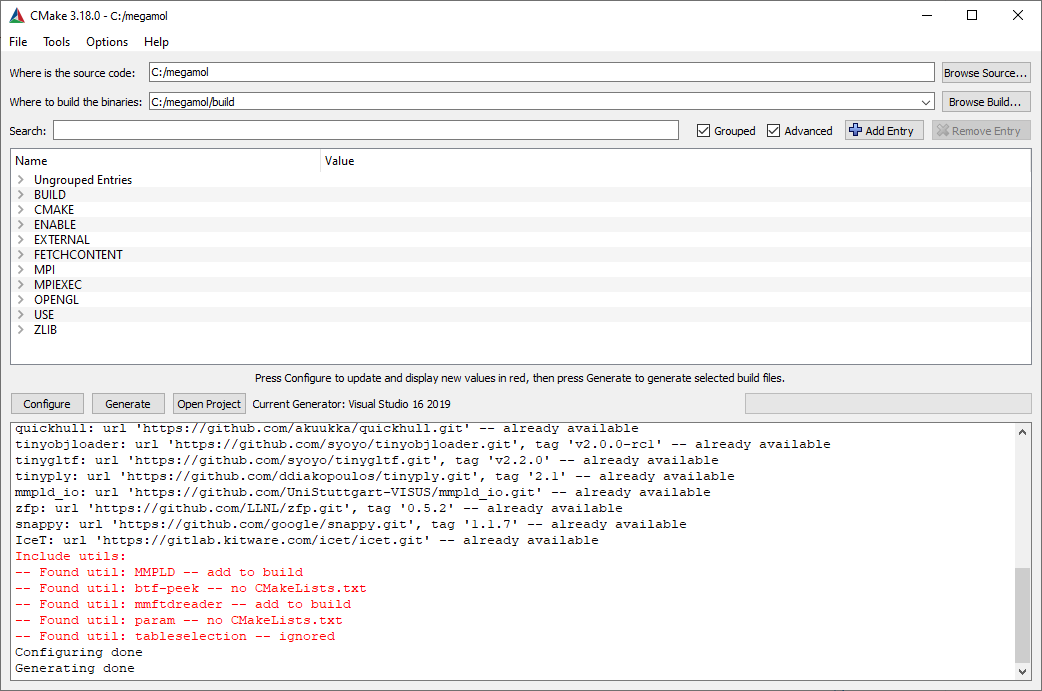 CMake 3.18.0 - C:/megamol
File Tools Options Help
Where is the source code: C:/megamol Browse Source...
Where to build the binaries: C:/megamol/build Browse Build...
Search: Grouped Advanced Add Entry Remove Entry
Name Value
Ungrouped Entries
BUILD
CMAKE
ENABLE
EXTERNAL
FETCHCONTENT
MPI
MPIEXEC
OPENGL
USE
ZLIB
Press Configure to update and display new values in red, then press Generate to generate selected build files.
Configure Generate Open Project Current Generator: Visual Studio 16 2019
quickhull: url 'https://github.com/akuukka/quickhull.git' -- already available
tinyobjloader: url 'https://github.com/syoyo/tinyobjloader.git', tag 'v2.0.0-rc1' -- already available
tinygltf: url 'https://github.com/syoyo/tinygltf.git', tag 'v2.2.0' -- already available
tinyply: url 'https://github.com/ddiakopoulos/tinyply.git', tag '2.1' -- already available
mmpld_io: url 'https://github.com/UniStuttgart-VISUS/mmpld_io.git' -- already available
zfp: url 'https://github.com/LLNL/zfp.git', tag '0.5.2' -- already available
snappy: url 'https://github.com/google/snappy.git', tag '1.1.7' -- already available
IceT: url 'https://gitlab.kitware.com/icet/icet.git' -- already available
Include utils:
-- Found util: MMPLD -- add to build
-- Found util: btf-peek -- no CMakeLists.txt
-- Found util: mmftdreader -- add to build
-- Found util: param -- no CMakeLists.txt
-- Found util: tableselection -- ignored
Configuring done
Generating done